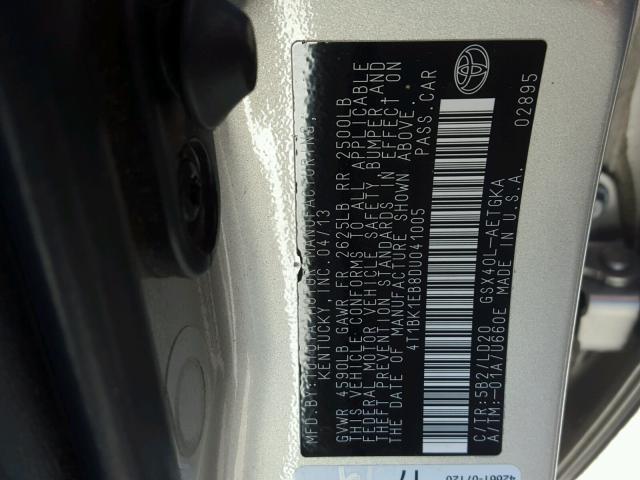 MFD.BY:TOYOTA MOTOR MANUFACTURING,
KENTUCKY, INC. 04/13
GVWR 4590LB GAWR FR 2625LB RR 2500LB
THIS VEHICLE CONFORMS TO ALL APPLICABLE
FEDERAL MOTOR VEHICLE SAFETY, BUMPER, AND
THEFT PREVENTION STANDARDS IN EFFECT ON
THE DATE OF MANUFACTURE SHOWN ABOVE.
4T1BK1EB8DU041005 PASS.CAR
C/TR:5B2/LD20 GSX40L-AETGKA
A/TM:-01A/U660E MADE IN U.S.A. 02895